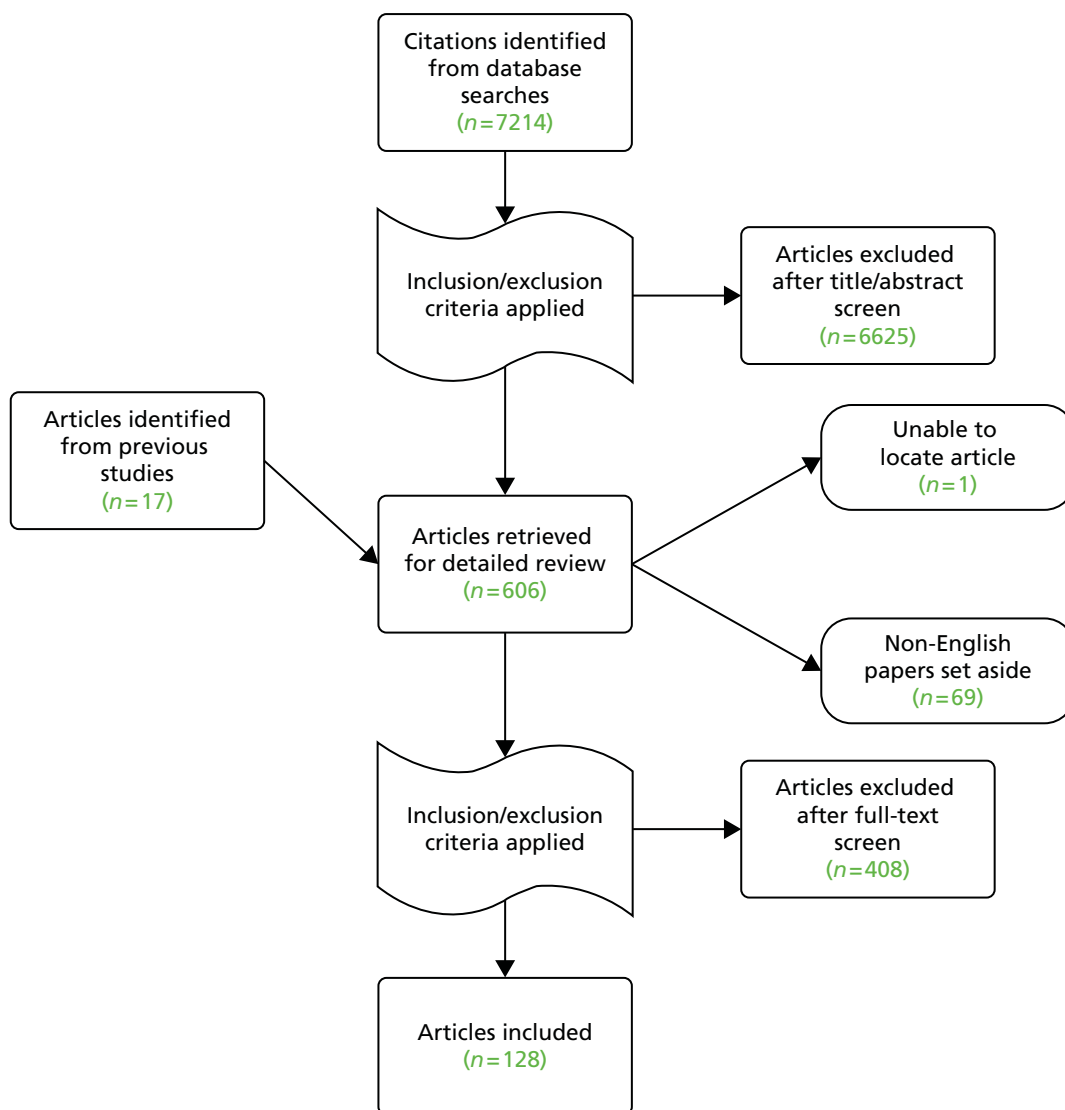 Citations identified
from database
searches
(n=7214)
Inclusion/exclusion
criteria applied
Articles excluded
after title/abstract
screen
(n=6625)
Articles identified
from previous
studies
(n=17)
Articles retrieved
for detailed review
(n=606)
Unable to
locate article
(n=1)
Non-English
papers set aside
(n=69)
Inclusion/exclusion
criteria applied
Articles excluded
after full-text
screen
(n=408)
Articles included
(n=128)